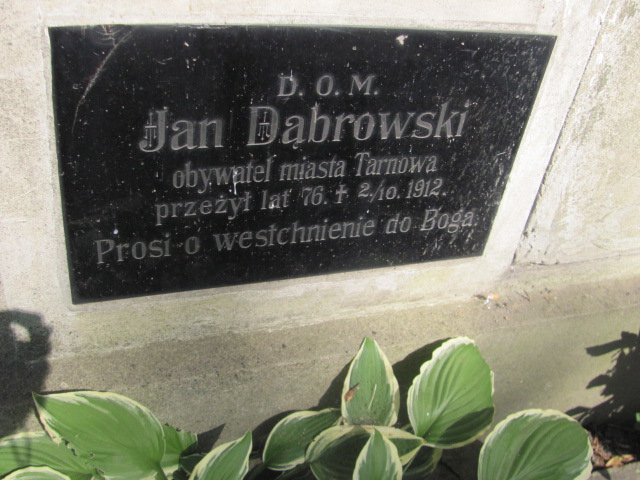 D. O. M.
Jan Dąbrowski
obywatel miasta Tarnowa
przeżył lat 76. † 2/10. 1912.
Prosi o westchnienie do Boga.